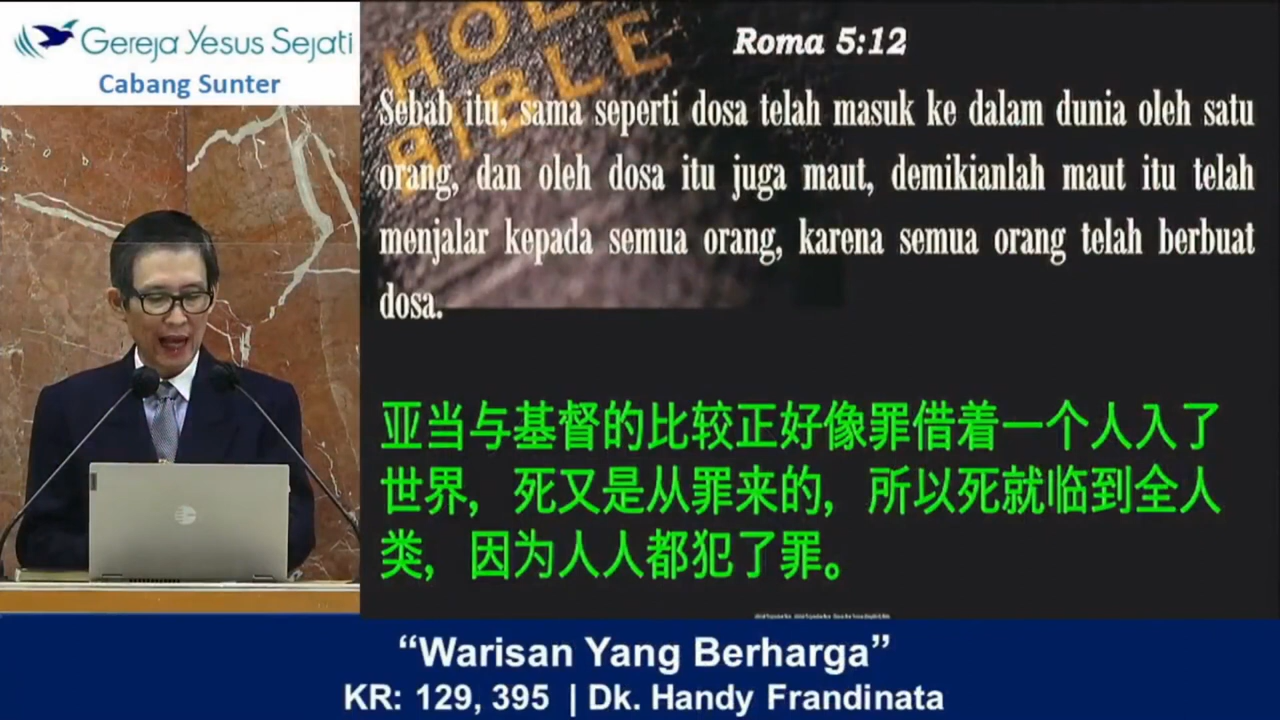 Gereja Yesus Sejati
Cabang Sunter
HOLY
BIBLE
Roma 5:12
Sebab itu, sama seperti dosa telah masuk ke dalam dunia oleh satu
orang, dan oleh dosa itu juga maut, demikianlah maut itu telah
menjalar kepada semua orang, karena semua orang telah berbuat
dosa.
亚当与基督的比较正好像罪借着一个人入了
世界，死又是从罪来的，所以死就临到全人
类，因为人人都犯了罪。
“Warisan Yang Berharga”
KR: 129, 395 | Dk. Handy Frandinata